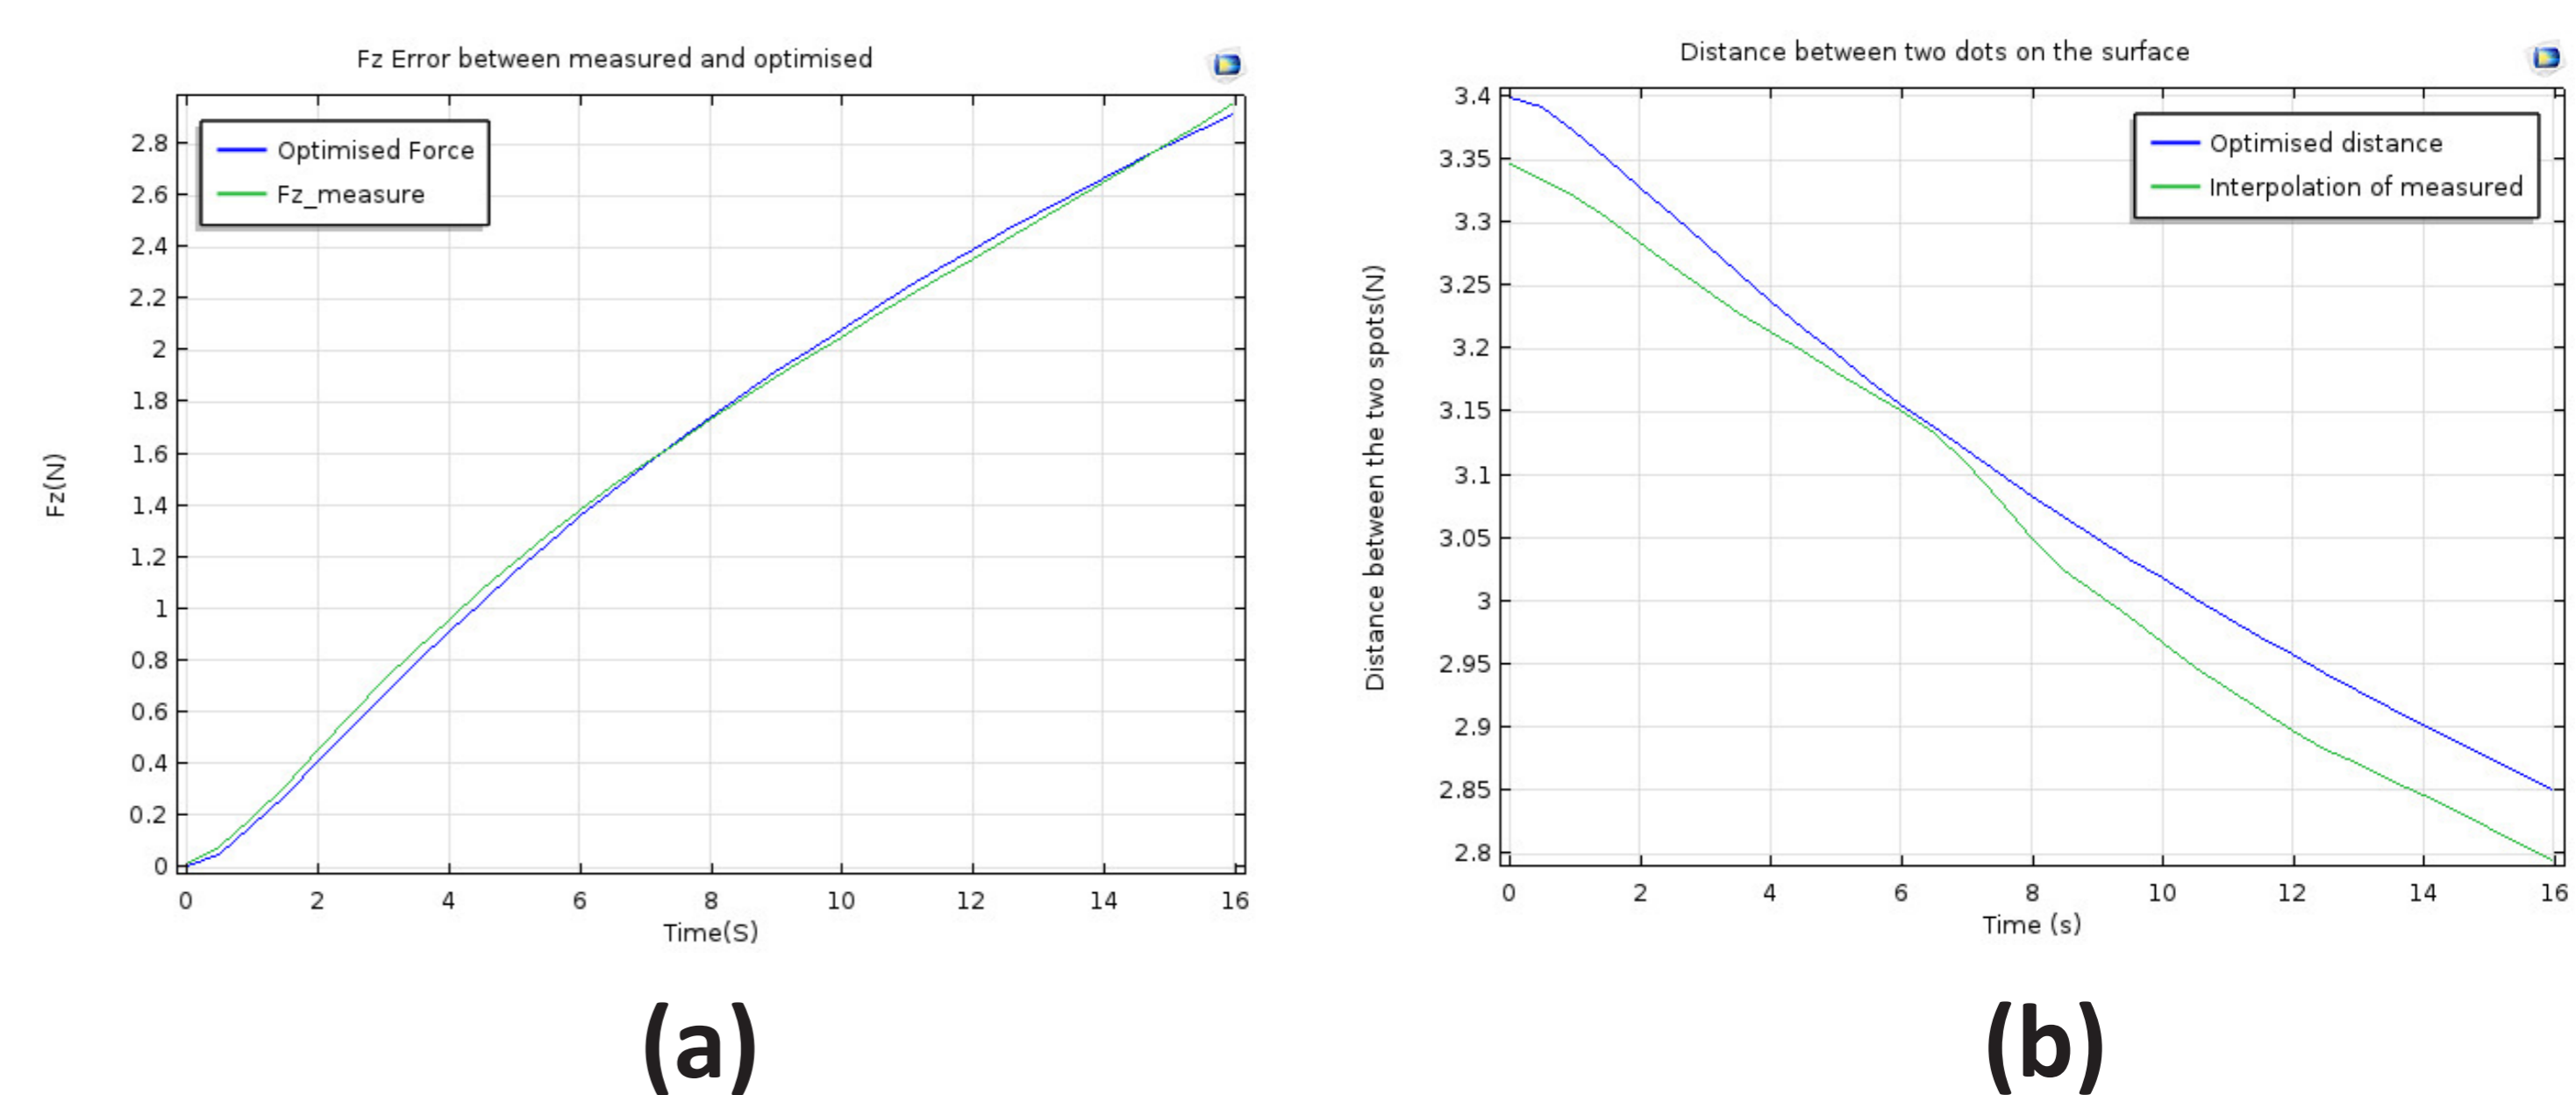 Fz Error between measured and optimised
Optimised Force
Fz_measure
2.8
2.6
2.4
2.2
2
1.8
1.6
1.4
1.2
1
0.8
0.6
0.4
0.2
0
Fz(N)
0 2 4 6 8 10 12 14 16
Time(S)
(a)
Distance between two dots on the surface
Optimised distance
Interpolation of measured
3.4
3.35
3.3
3.25
3.2
3.15
3.1
3.05
3
2.95
2.9
2.85
2.8
Distance between the two spots(N)
0 2 4 6 8 10 12 14 16
Time (s)
(b)